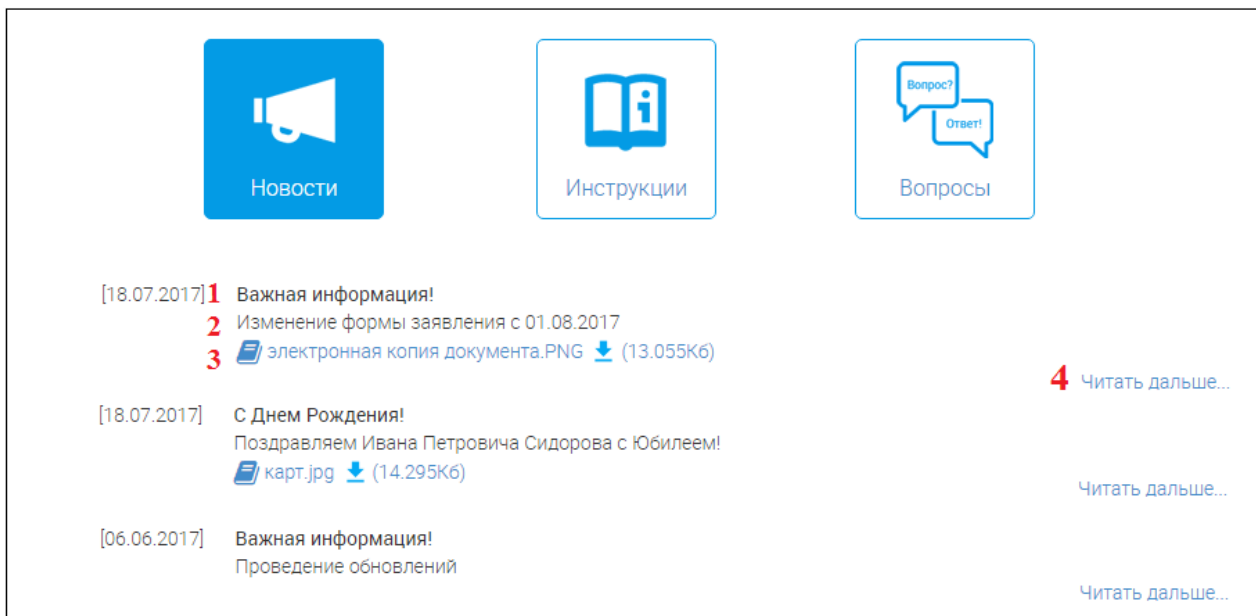 Вопрос?
Ответ!
Новости
Инструкции
Вопросы
[18.07.2017] 1 Важная информация!
2 Изменение формы заявления с 01.08.2017
3 электронная копия документа.PNG (13.055Кб)
4 Читать дальше...
[18.07.2017] С Днем Рождения!
Поздравляем Ивана Петровича Сидорова с Юбилеем!
карт.jpg (14.295Кб)
Читать дальше...
[06.06.2017] Важная информация!
Проведение обновлений
Читать дальше...